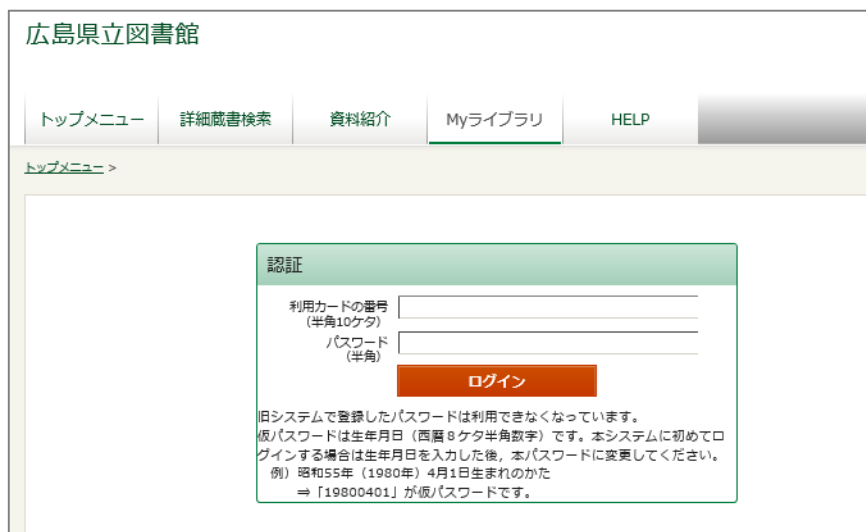 広島県立図書館
トップメニュー 詳細蔵書検索 資料紹介 Myライブラリ HELP
トップメニュー >
認証
利用カードの番号
(半角10ケタ)
パスワード
(半角)
ログイン
旧システムで登録したパスワードは利用できなくなっています。
仮パスワードは生年月日（西暦８ケタ半角数字）です。本システムに初めてロ
グインする場合は生年月日を入力した後，本パスワードに変更してください。
例）昭和55年（1980年）4月1日生まれのかた
⇒「19800401」が仮パスワードです。